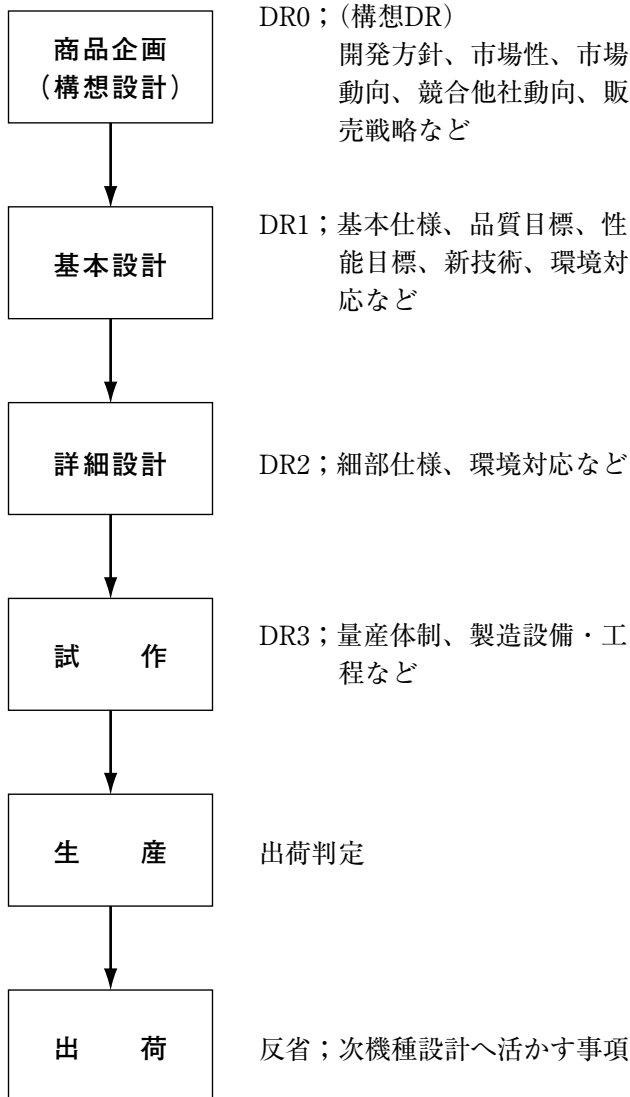 商品企画
（構想設計）
DR0；（構想DR）
開発方針、市場性、市場
動向、競合他社動向、販
売戦略など
基本設計
DR1；基本仕様、品質目標、性
能目標、新技術、環境対
応など
詳細設計
DR2；細部仕様、環境対応など
試　作
DR3；量産体制、製造設備・工
程など
生　産
出荷判定
出　荷
反省；次機種設計へ活かす事項